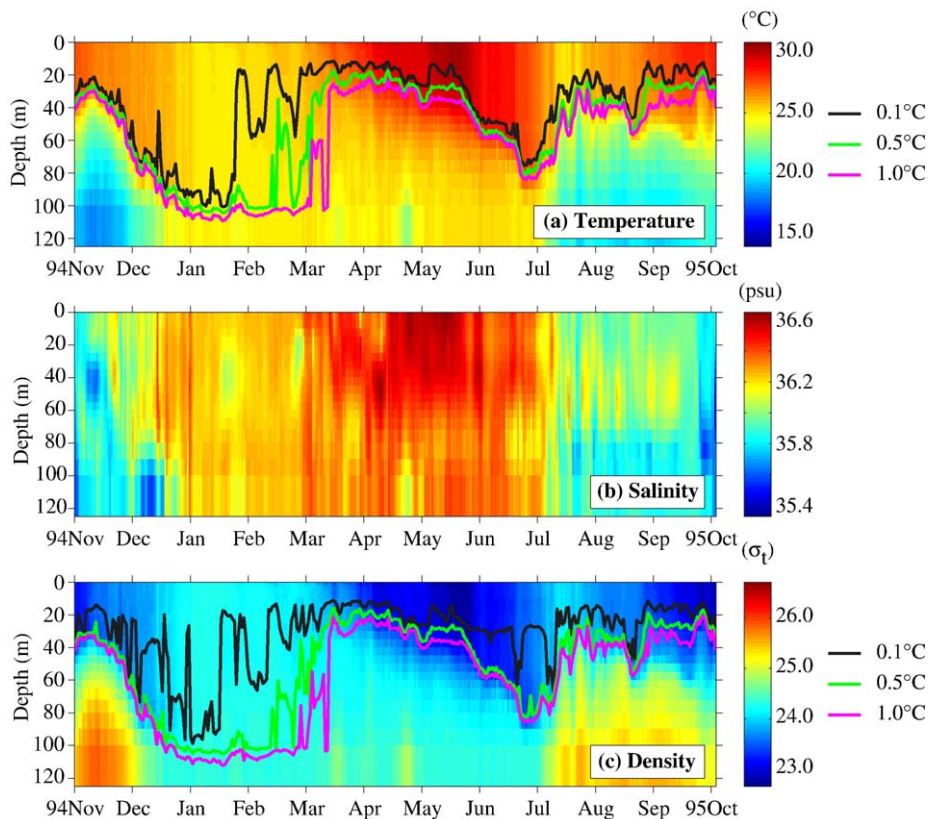 (°C)
0
20
40
60
80
100
120
Depth (m)
30.0
25.0
20.0
15.0
0.1°C
0.5°C
1.0°C
(a) Temperature
94Nov Dec Jan Feb Mar Apr May Jun Jul Aug Sep 95Oct
(psu)
0
20
40
60
80
100
120
Depth (m)
36.6
36.2
35.8
35.4
(b) Salinity
94Nov Dec Jan Feb Mar Apr May Jun Jul Aug Sep 95Oct
(σt)
0
20
40
60
80
100
120
Depth (m)
26.0
25.0
24.0
23.0
0.1°C
0.5°C
1.0°C
(c) Density
94Nov Dec Jan Feb Mar Apr May Jun Jul Aug Sep 95Oct